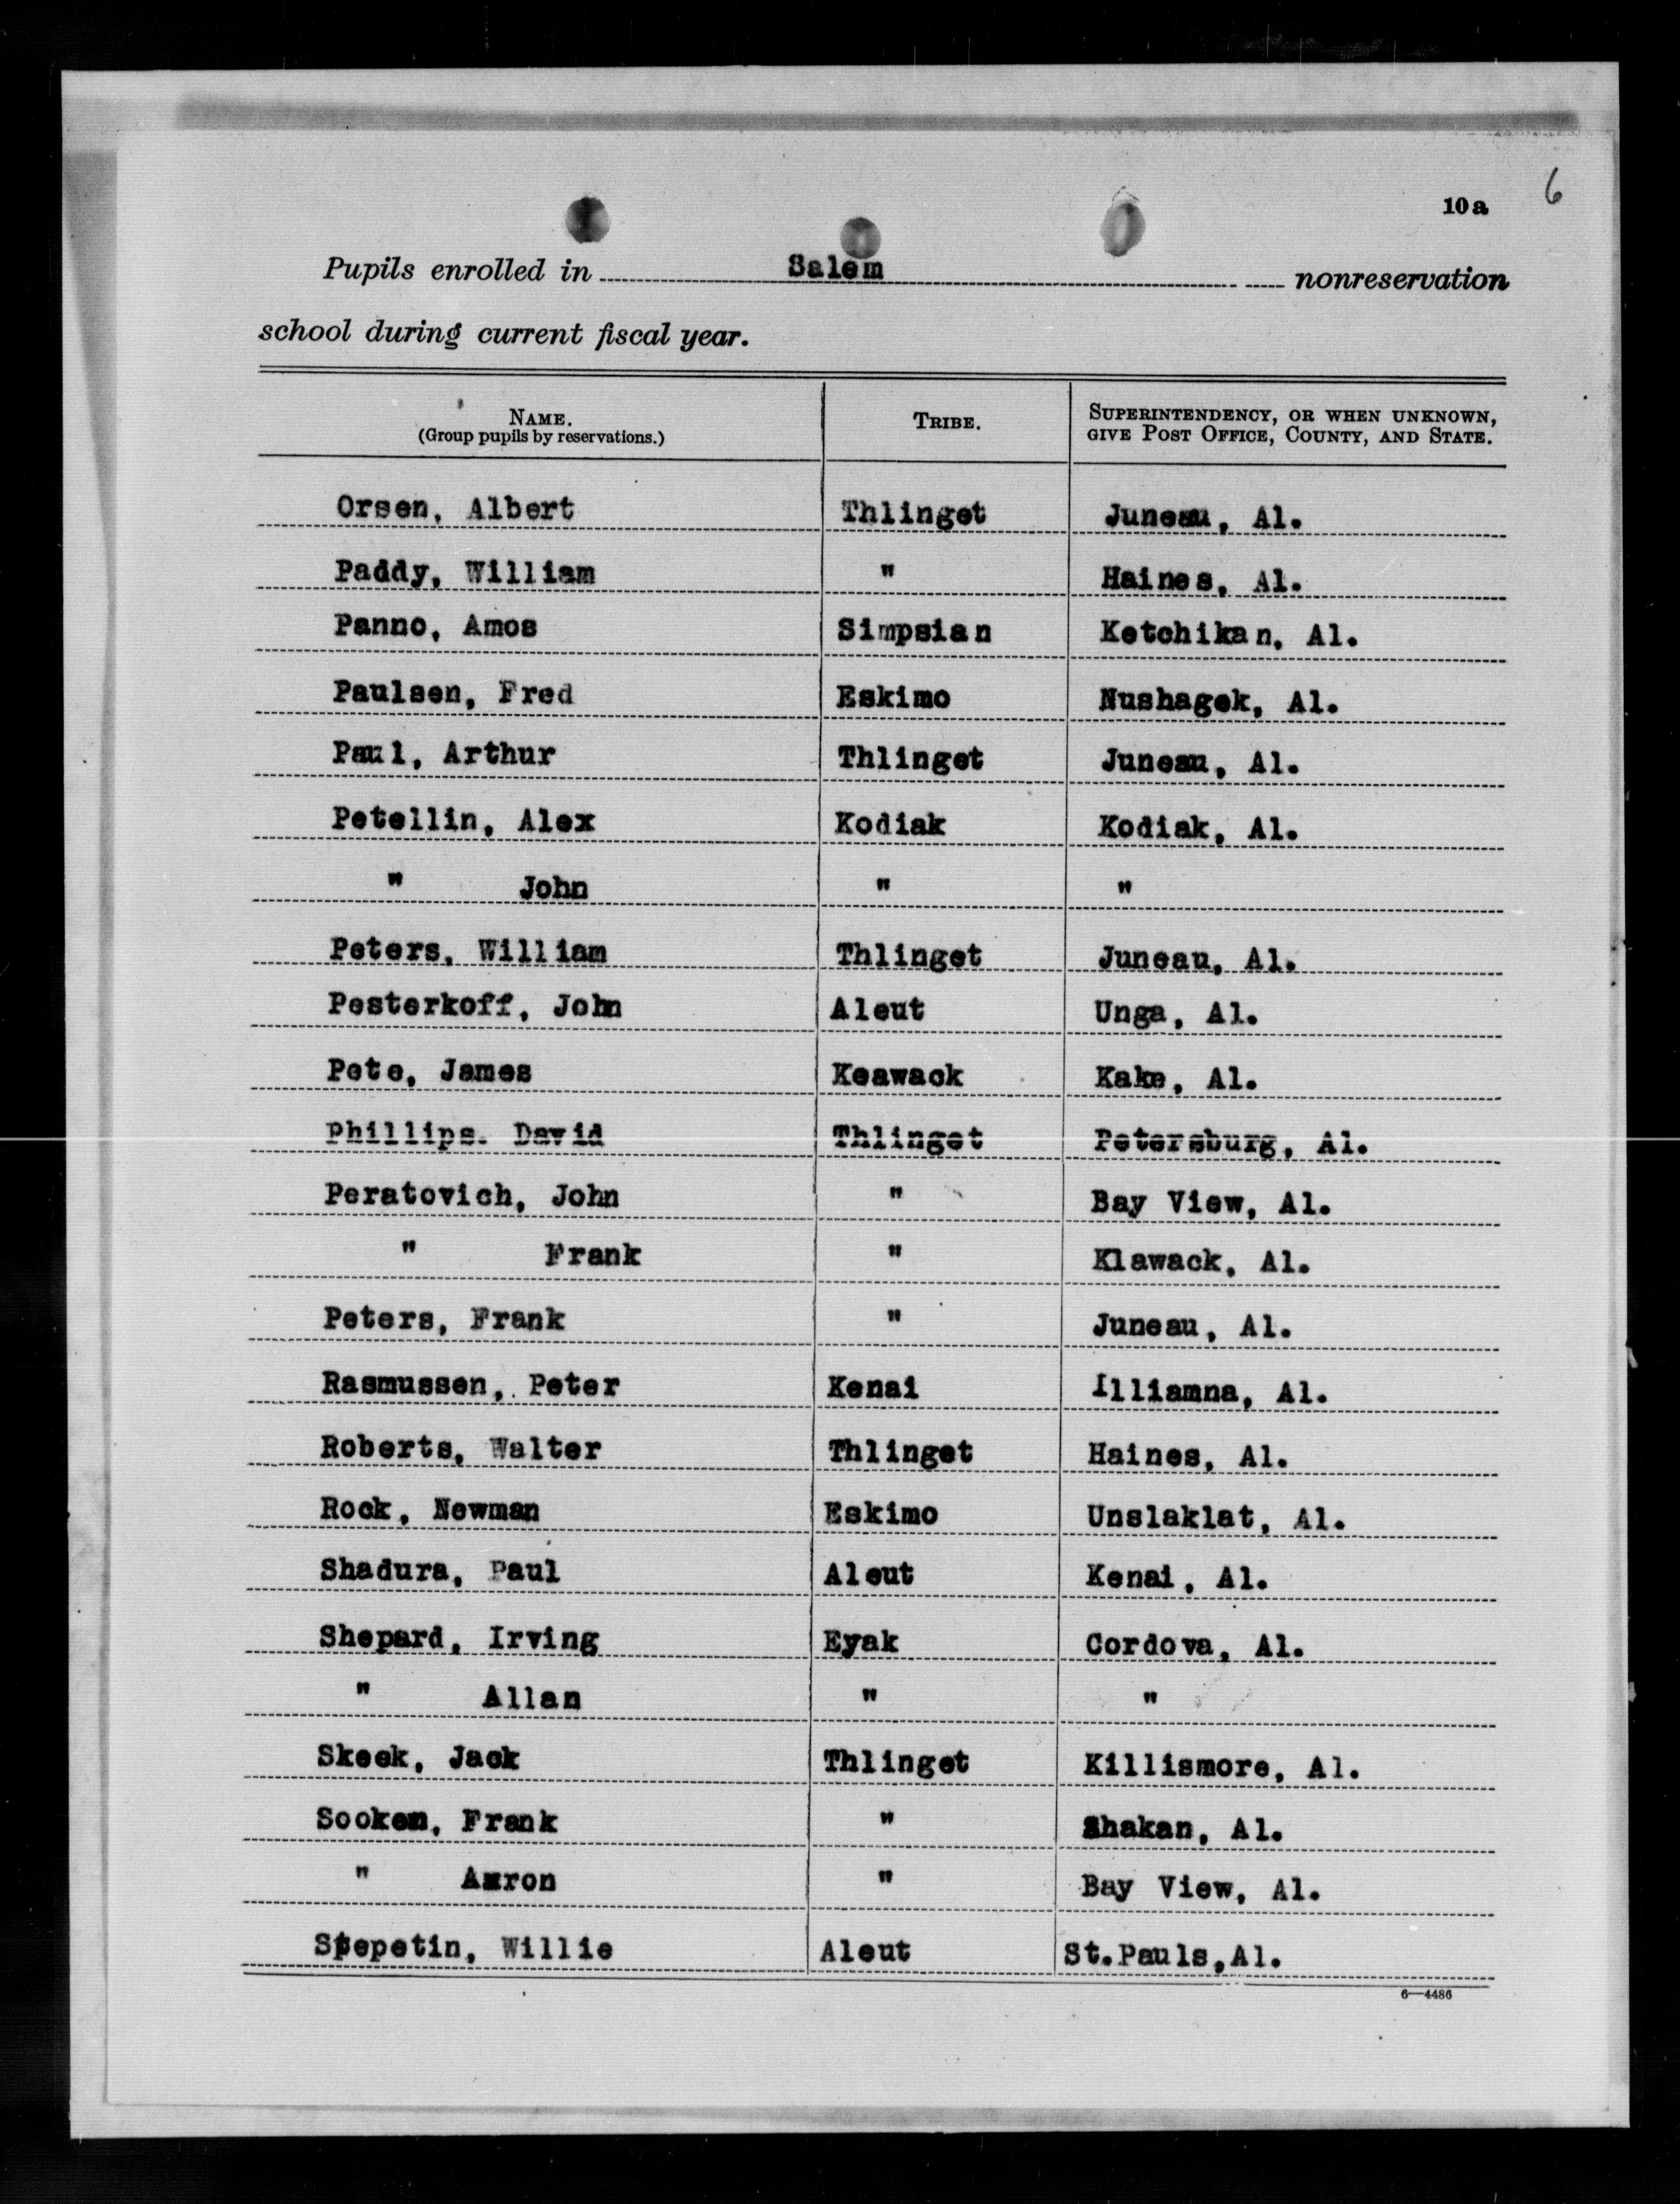 6
10 a
Pupils enrolled in Salem nonreservation
school during current fiscal year.
NAME. (Group pupils by reservations.) TRIBE. SUPERINTENDENCY, OR WHEN UNKNOWN, GIVE POST OFFICE, COUNTY, AND STATE.
Orsen, Albert Thlinget Juneau, Al.
Paddy, William " Haines, Al.
Panno, Amos Simpsian Ketchikan, Al.
Paulsen, Fred Eskimo Nushagek, Al.
Paul, Arthur Thlinget Juneau, Al.
Petellin, Alex Kodiak Kodiak, Al.
" John " "
Peters, William Thlinget Juneau, Al.
Pesterkoff, John Aleut Unga, Al.
Pete, James Keawack Kake, Al.
Phillips. David Thlinget Petersburg, Al.
Peratovich, John " Bay View, Al.
" Frank " Klawack, Al.
Peters, Frank " Juneau, Al.
Rasmussen, Peter Kenai Illiamna, Al.
Roberts, Walter Thlinget Haines, Al.
Rock, Newman Eskimo Unslaklat, Al.
Shadura, Paul Aleut Kenai, Al.
Shepard, Irving Eyak Cordova, Al.
" Allan " "
Skeek, Jack Thlinget Killismore, Al.
Frank " Shakan, Al.
" " Bay View, Al.
Stepetin, Willie Aleut St.Pauls,Al.
6—4486